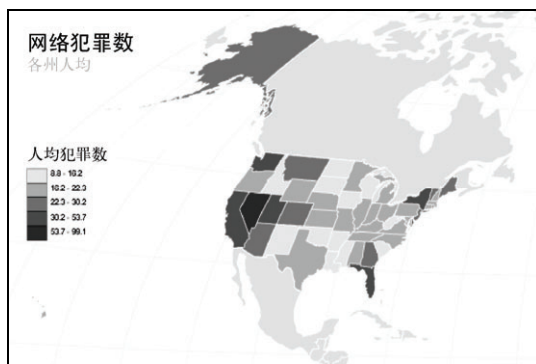 网络犯罪数
各州人均
人均犯罪数
8.8 - 16.2
16.2 - 22.3
22.3 - 30.2
30.2 - 53.7
53.7 - 99.1